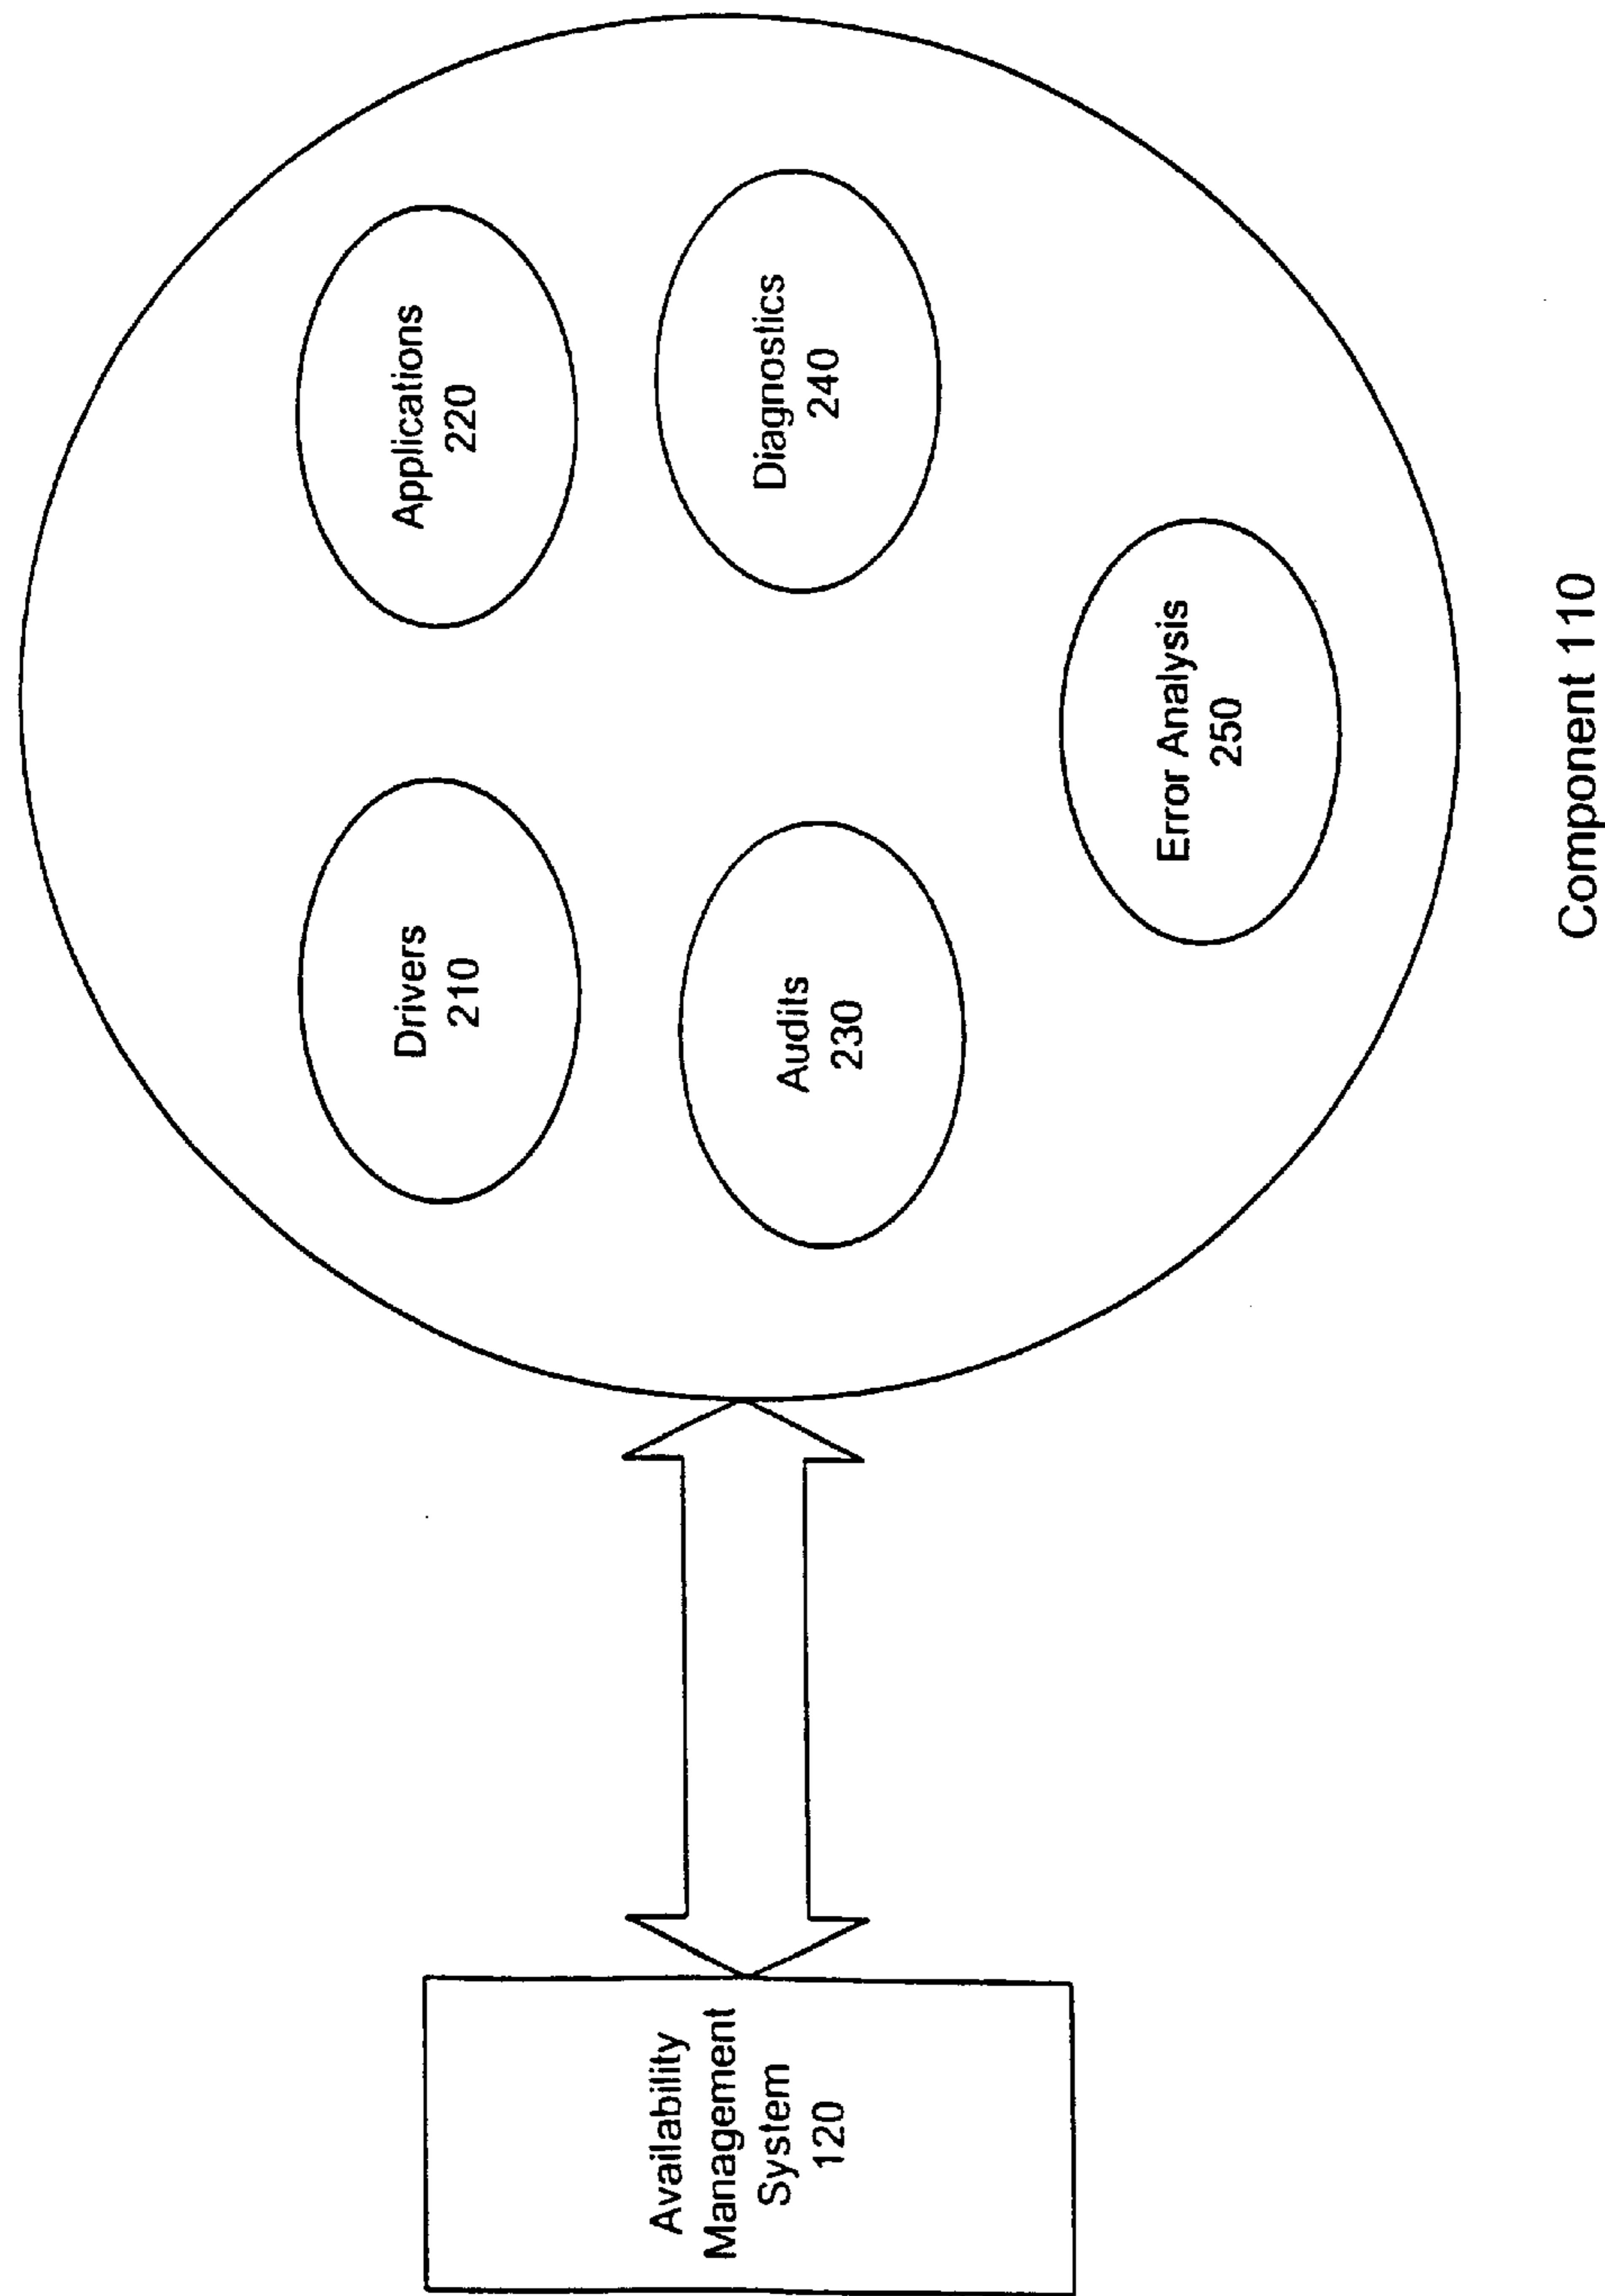 Availability
Management
System
120
Drivers
210
Applications
220
Audits
230
Diagnostics
240
Error Analysis
250
Component 110